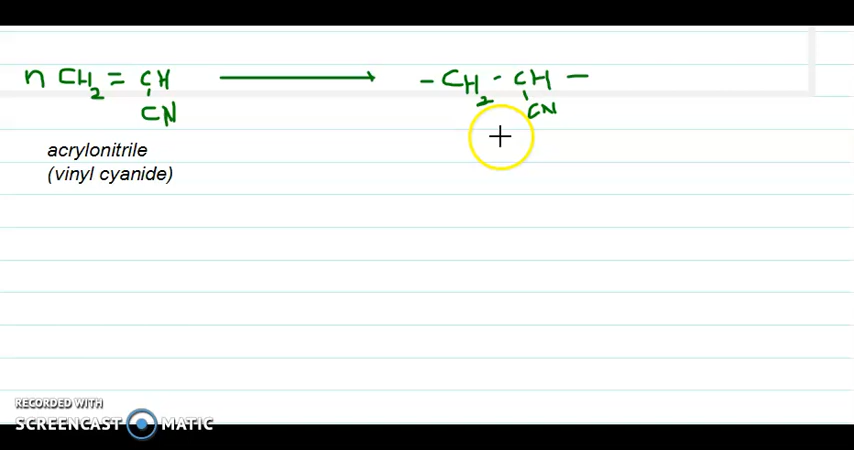 n CH₂ = CH ⟶ - CH₂ - CH -
CN CN
acrylonitrile
(vinyl cyanide)
RECORDED WITH
SCREENCAST MATIC